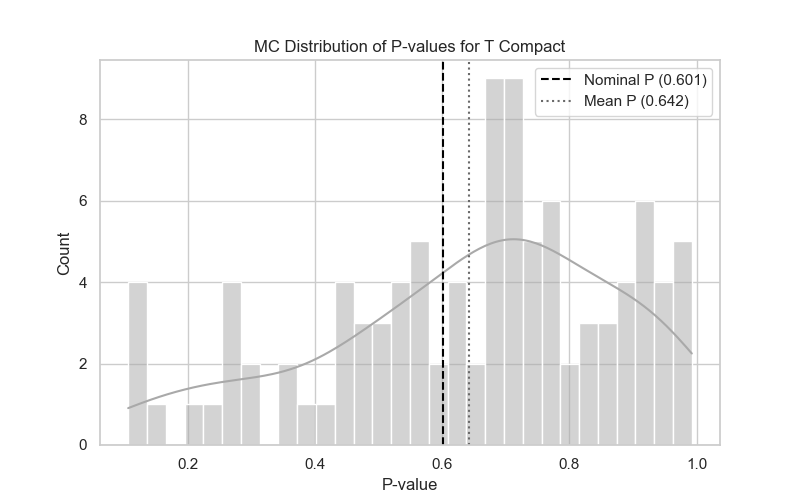 MC Distribution of P-values for T Compact
Nominal P (0.601)
Mean P (0.642)
Count
8
6
4
2
0
0.2 0.4 0.6 0.8 1.0
P-value